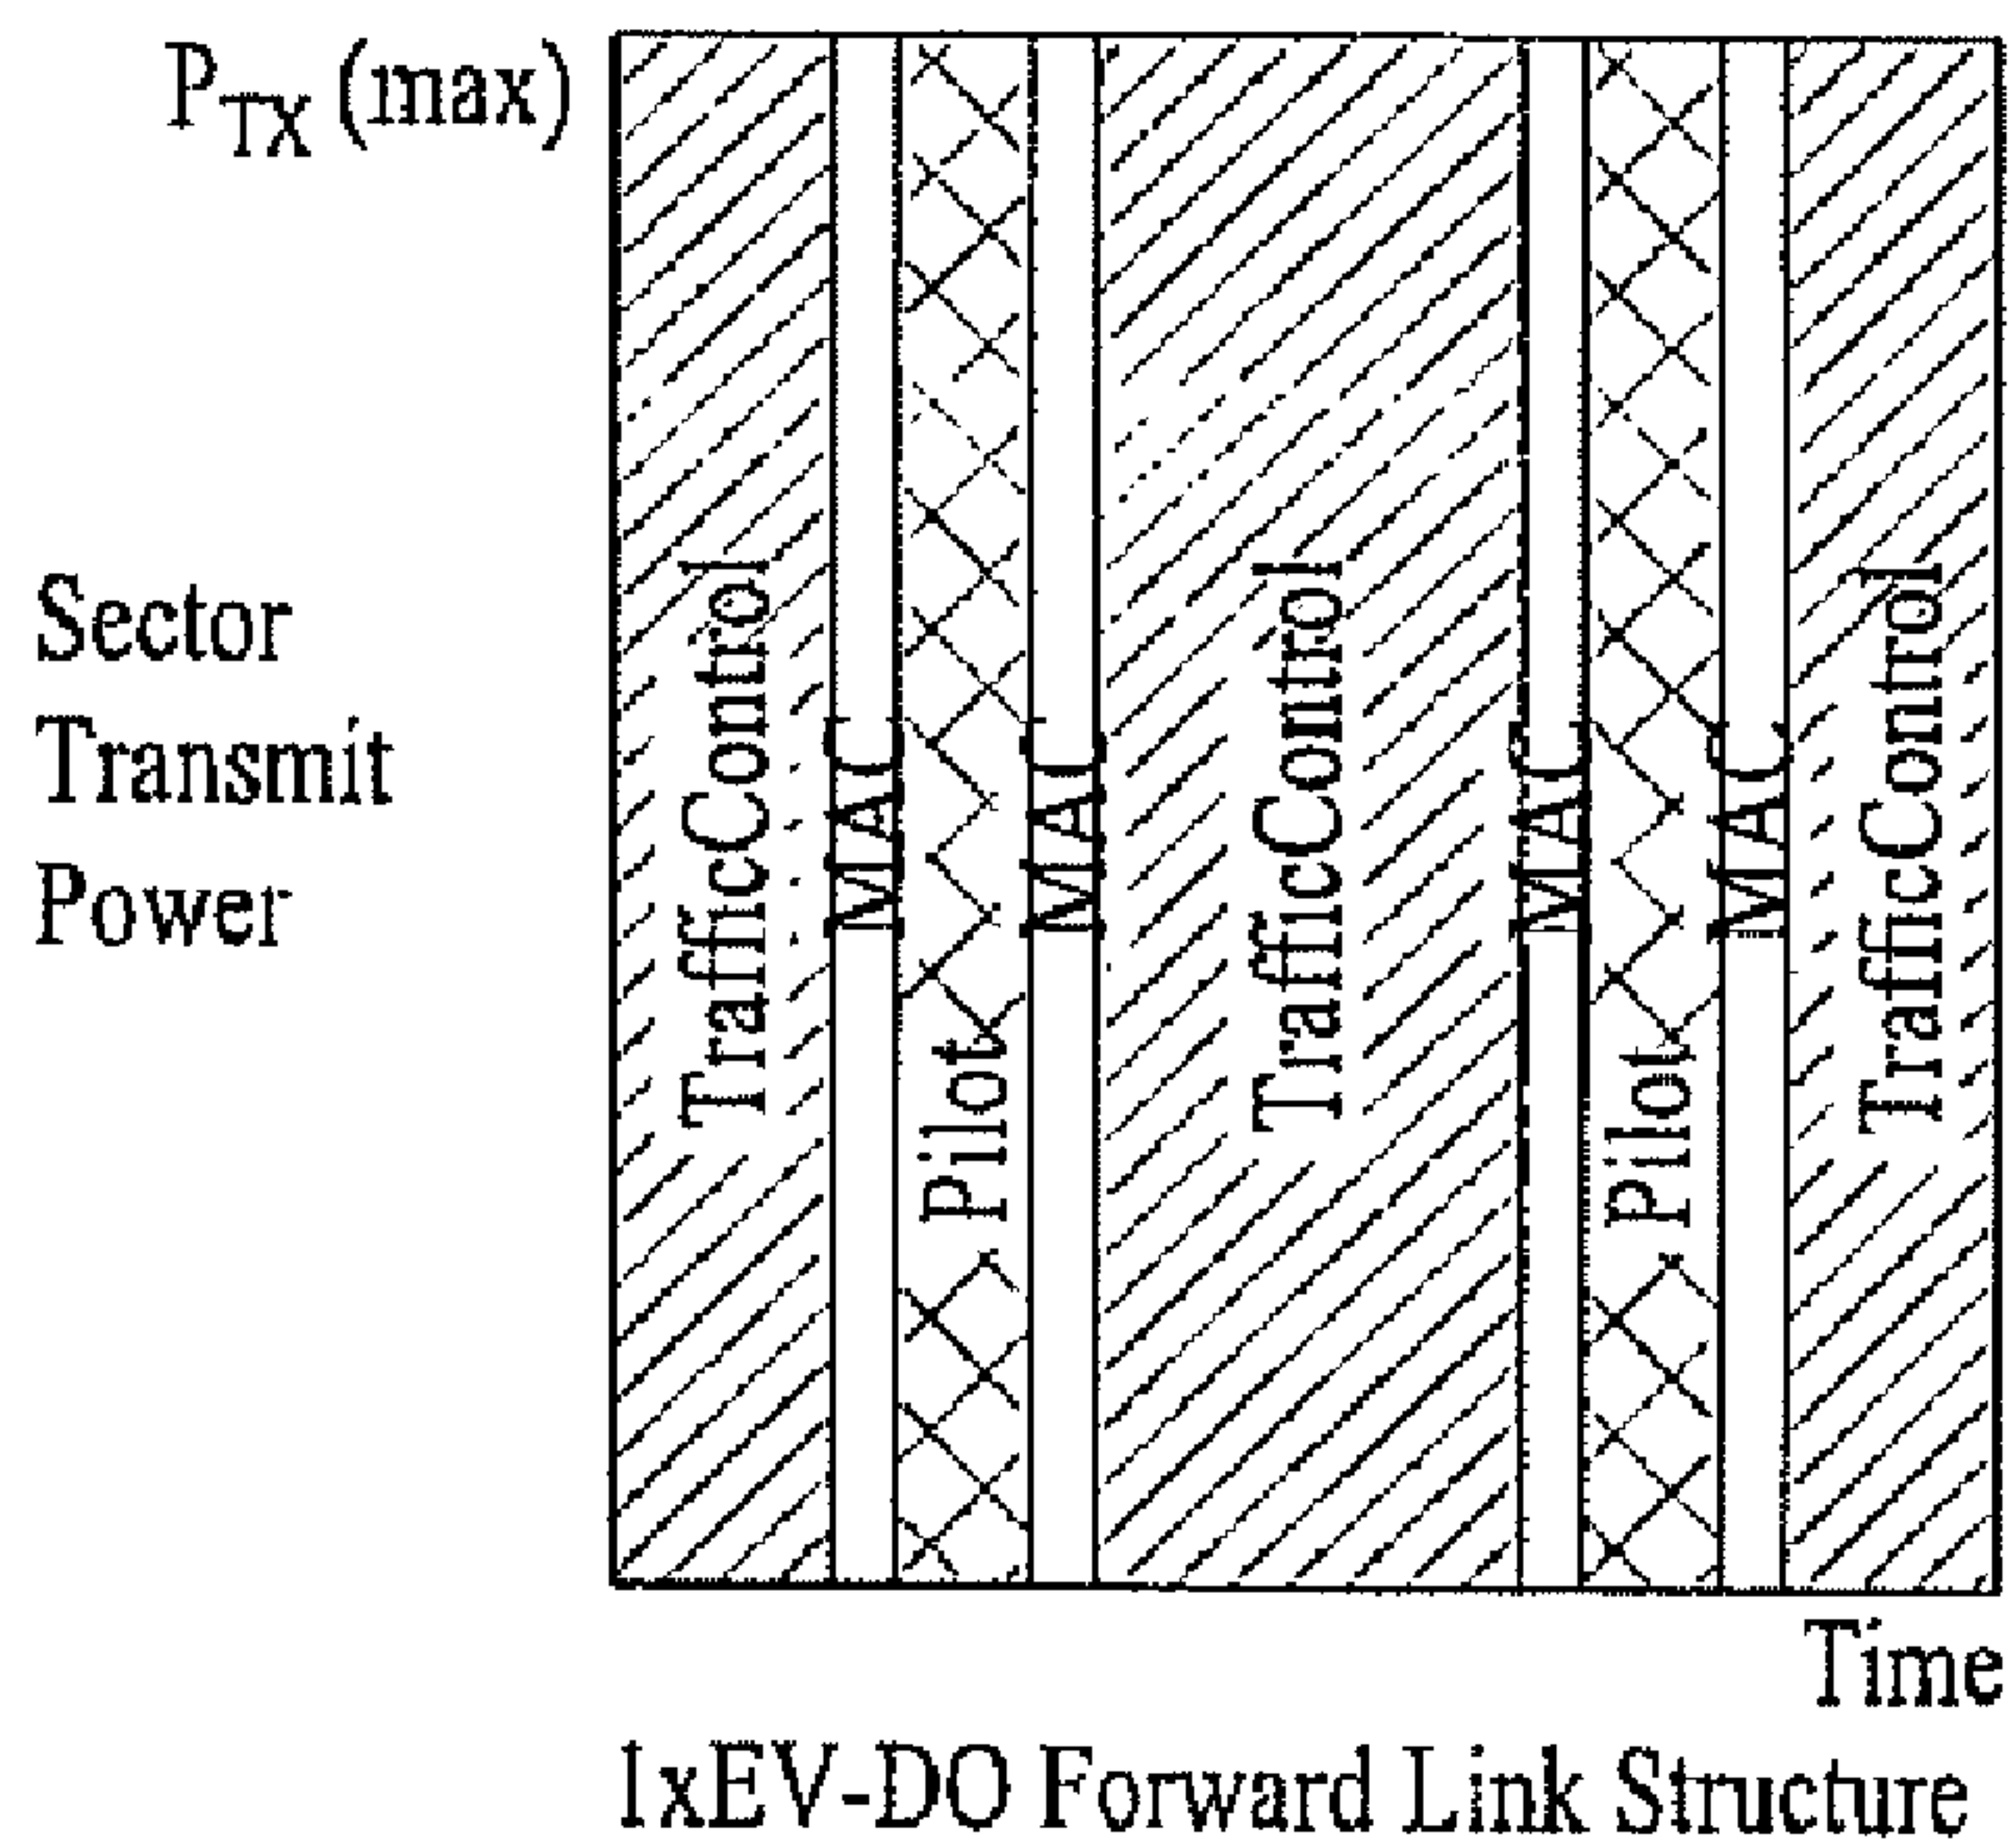 P_TX (max)
Sector
Transmit
Power
TrafficControl
MAC
Pilot
MAC
TrafficControl
MAC
Pilot
MAC
TrafficControl
Time
1xEV-DO Forward Link Structure